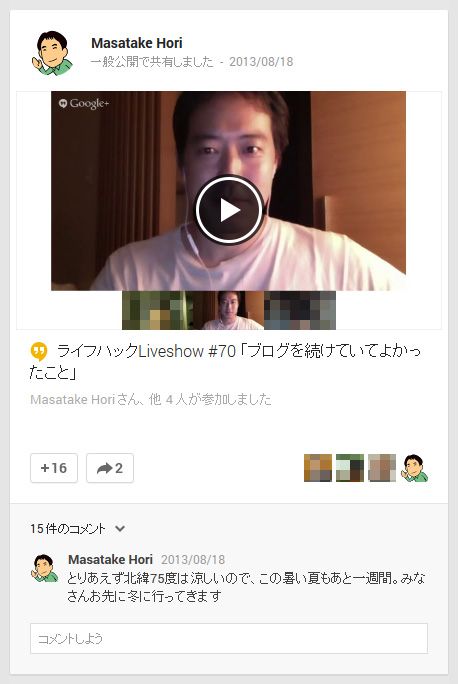 Masatake Hori
一般公開で共有しました - 2013/08/18
Google+
ライフハックLiveshow #70 「ブログを続けていてよかっ
たこと」
Masatake Horiさん、他 4 人が参加しました
+16
2
15 件のコメント
Masatake Hori 2013/08/18
とりあえず北緯75度は涼しいので、この暑い夏もあと一週間。みな
さんお先に冬に行ってきます
コメントしよう